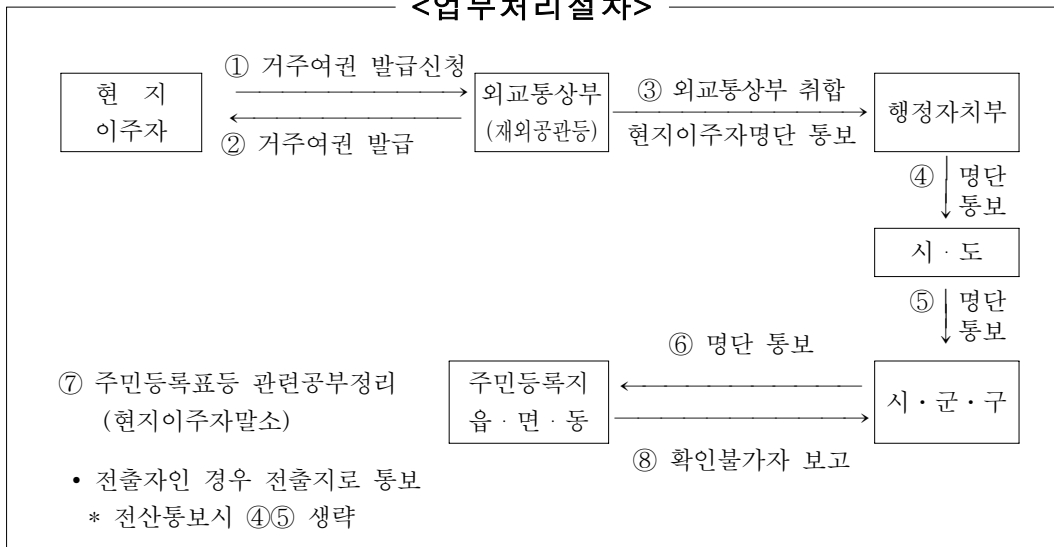 <업무처리절차>
① 거주여권 발급신청
현 지
이주자
② 거주여권 발급
외교통상부
(재외공관등)
③ 외교통상부 취합
현지이주자명단 통보
행정자치부
④ 명단
통보
시 · 도
⑤ 명단
통보
⑥ 명단 통보
시 · 군 · 구
주민등록지
읍 · 면 · 동
⑦ 주민등록표등 관련공부정리
(현지이주자말소)
⑧ 확인불가자 보고
• 전출자인 경우 전출지로 통보
* 전산통보시 ④⑤ 생략